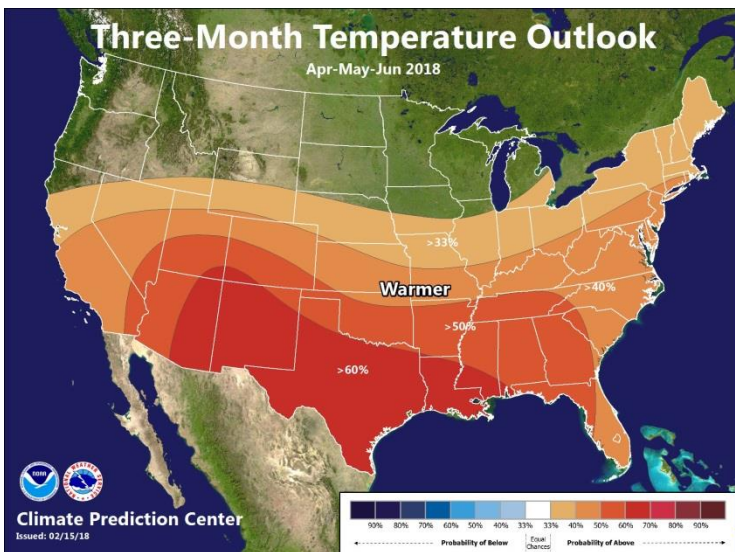 Three-Month Temperature Outlook
Apr-May-Jun 2018
>33%
Warmer
>40%
>50%
>60%
Climate Prediction Center
Issued: 02/15/18
90% 80% 70% 60% 50% 40% 33% 33% 40% 50% 60% 70% 80% 90%
Probability of Below
Equal
Chances
Probability of Above